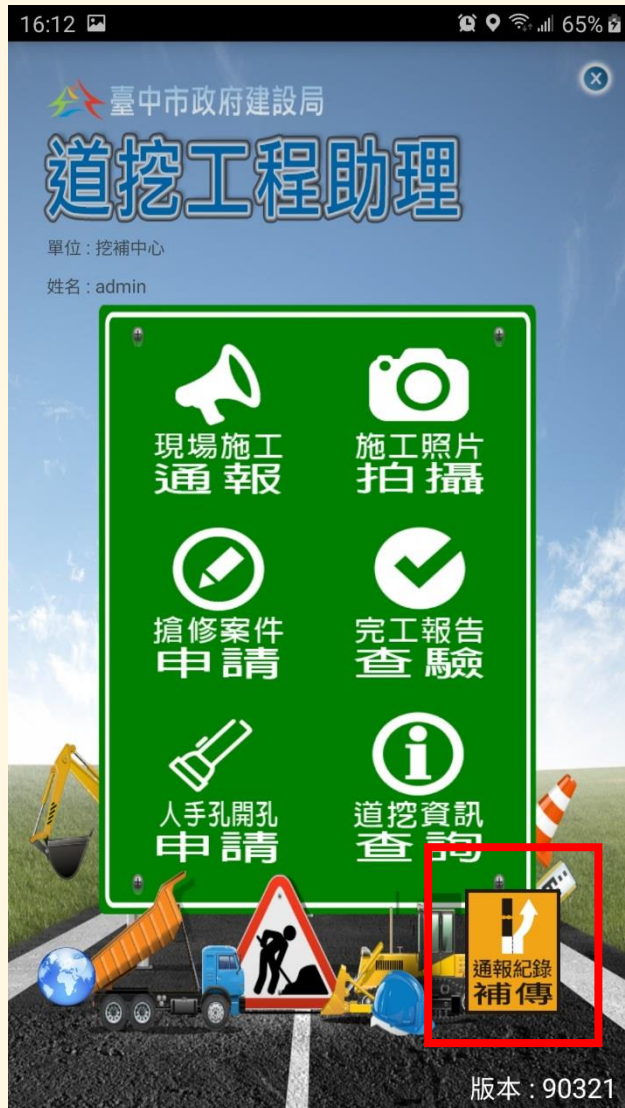 16:12
65%
臺中市政府建設局
道挖工程助理
單位 : 挖補中心
姓名 : admin
現場施工
通報
施工照片
拍攝
搶修案件
申請
完工報告
查驗
人手孔開孔
申請
道挖資訊
查詢
通報紀錄
補傳
版本 : 90321